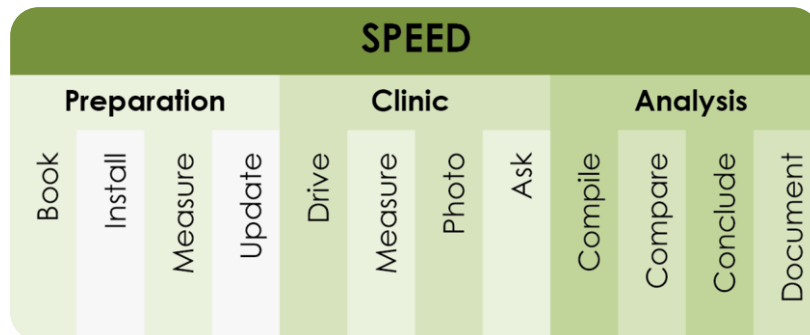 SPEED
Preparation
Clinic
Analysis
Book
Install
Measure
Update
Drive
Measure
Photo
Ask
Compile
Compare
Conclude
Document